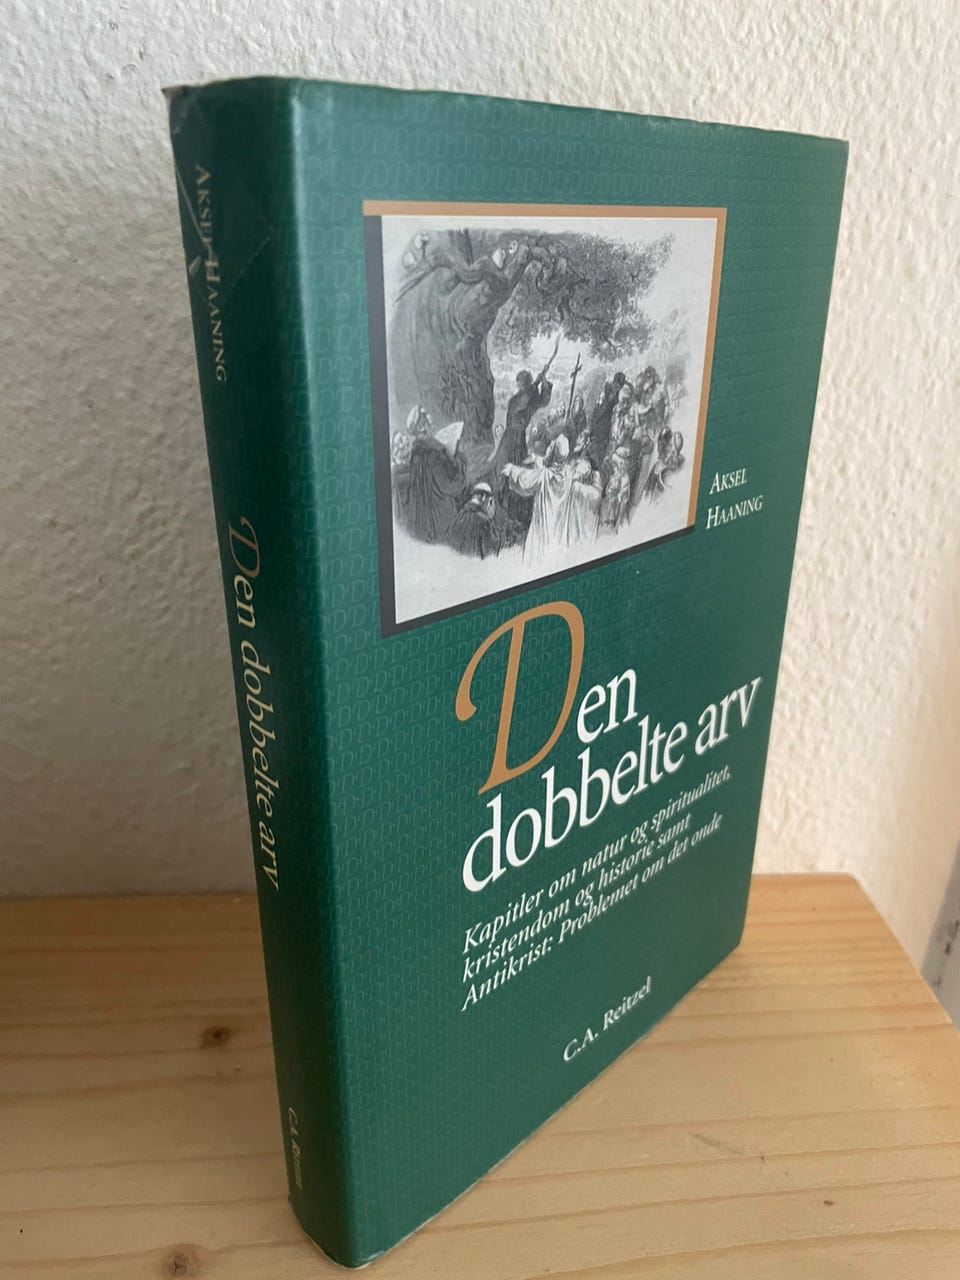 AKSEL HAANING
Den dobbelte arv
C.A. Reitzel
AKSEL
HAANING
Den
dobbelte arv
Kapitler om natur og spiritualitet,
kristendom og historie samt
Antikrist: Problemet om det onde
C.A. Reitzel